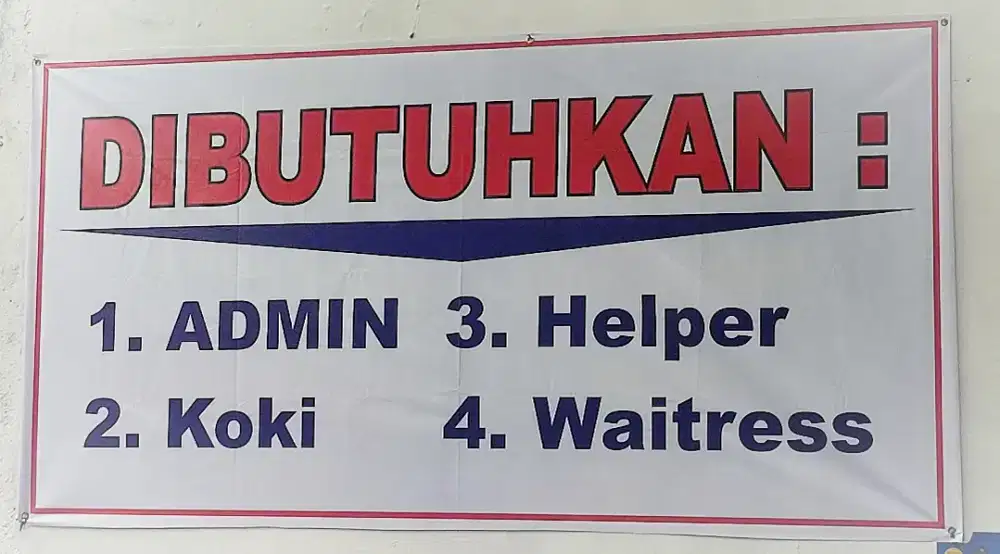 DIBUTUHKAN :
1. ADMIN
2. Koki
3. Helper
4. Waitress